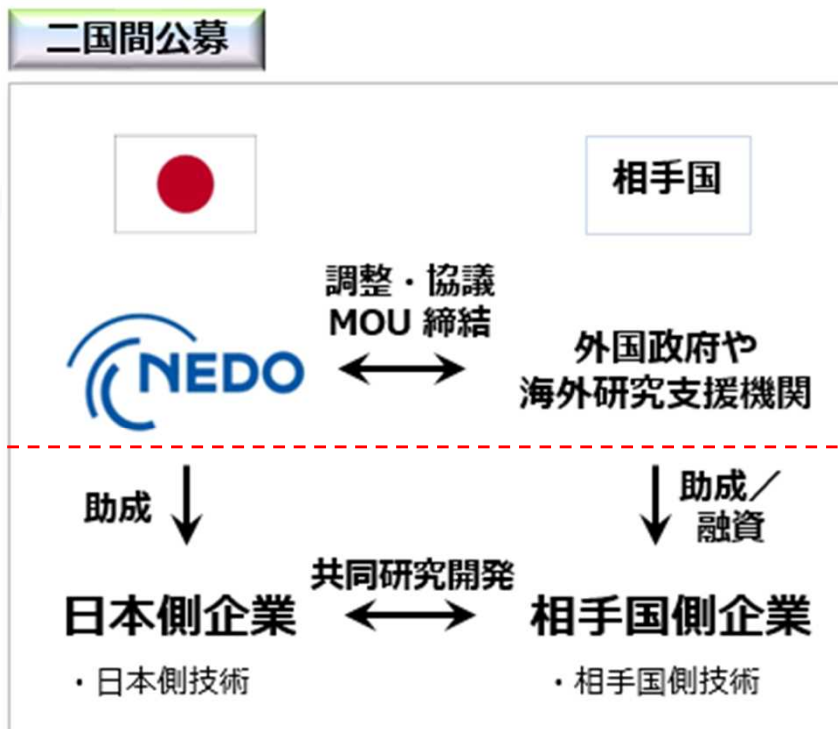 二国間公募
相手国
調整・協議
MOU 締結
NEDO
外国政府や
海外研究支援機関
助成
助成／
融資
共同研究開発
日本側企業
相手国側企業
・日本側技術
・相手国側技術